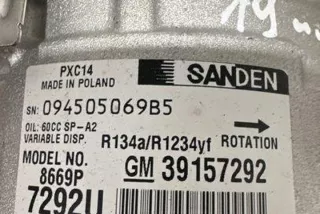 19
PXC14
MADE IN POLAND
SANDEN
SN: 094505069B5
OIL: 60CC SP-A2
VARIABLE DISP. R134a/R1234yf ROTATION
MODEL NO. GM 39157292
8669P
7292U